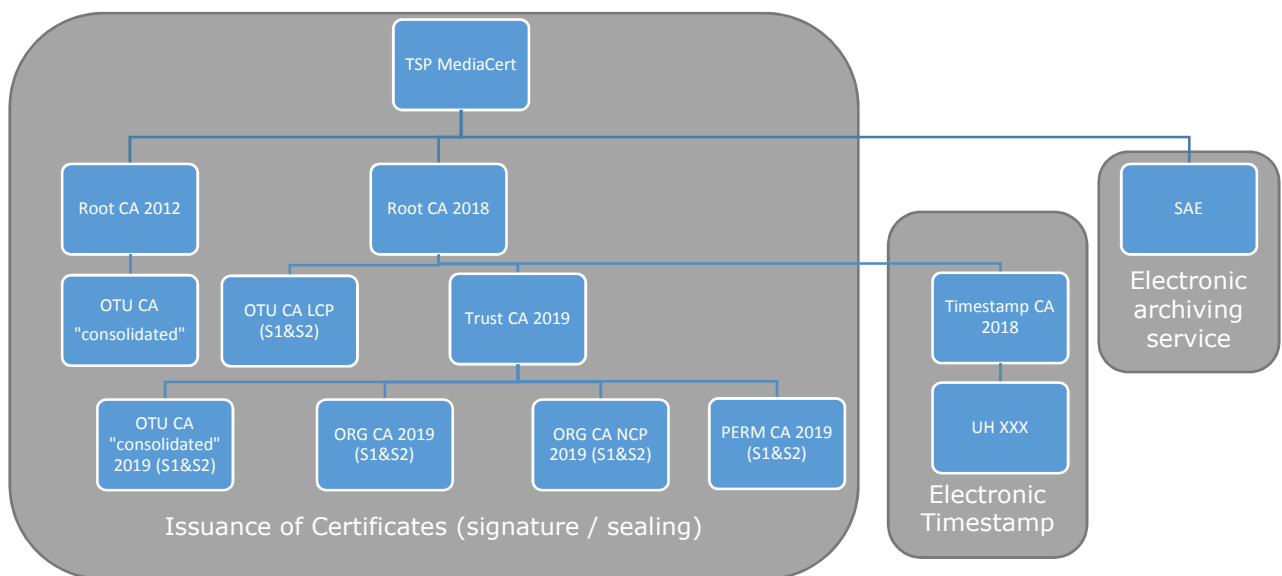 TSP MediaCert
Root CA 2012
Root CA 2018
SAE
Electronic
archiving
service
OTU CA
"consolidated"
OTU CA LCP
(S1&S2)
Trust CA 2019
Timestamp CA
2018
OTU CA
"consolidated"
2019 (S1&S2)
ORG CA 2019
(S1&S2)
ORG CA NCP
2019 (S1&S2)
PERM CA 2019
(S1&S2)
UH XXX
Electronic
Timestamp
Issuance of Certificates (signature / sealing)